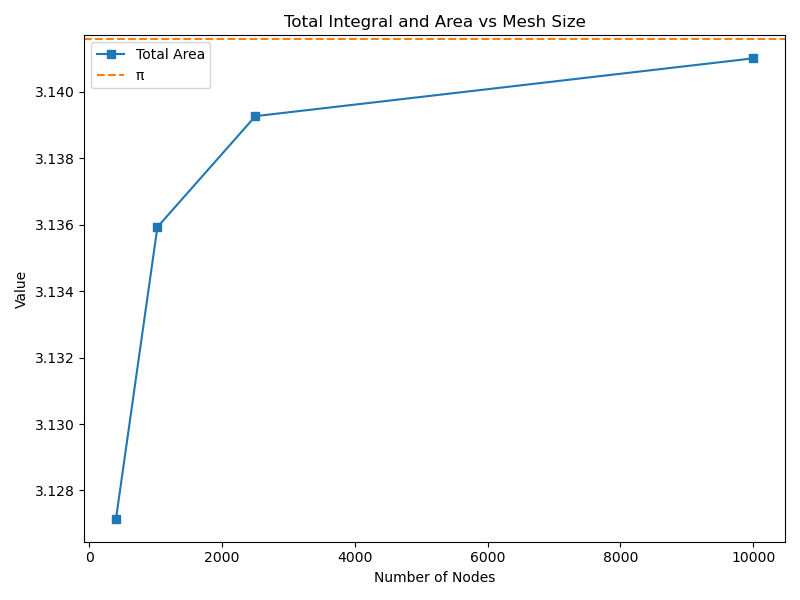 Total Integral and Area vs Mesh Size
Total Area
π
3.140
3.138
3.136
3.134
3.132
3.130
3.128
Value
0
2000
4000
6000
8000
10000
Number of Nodes